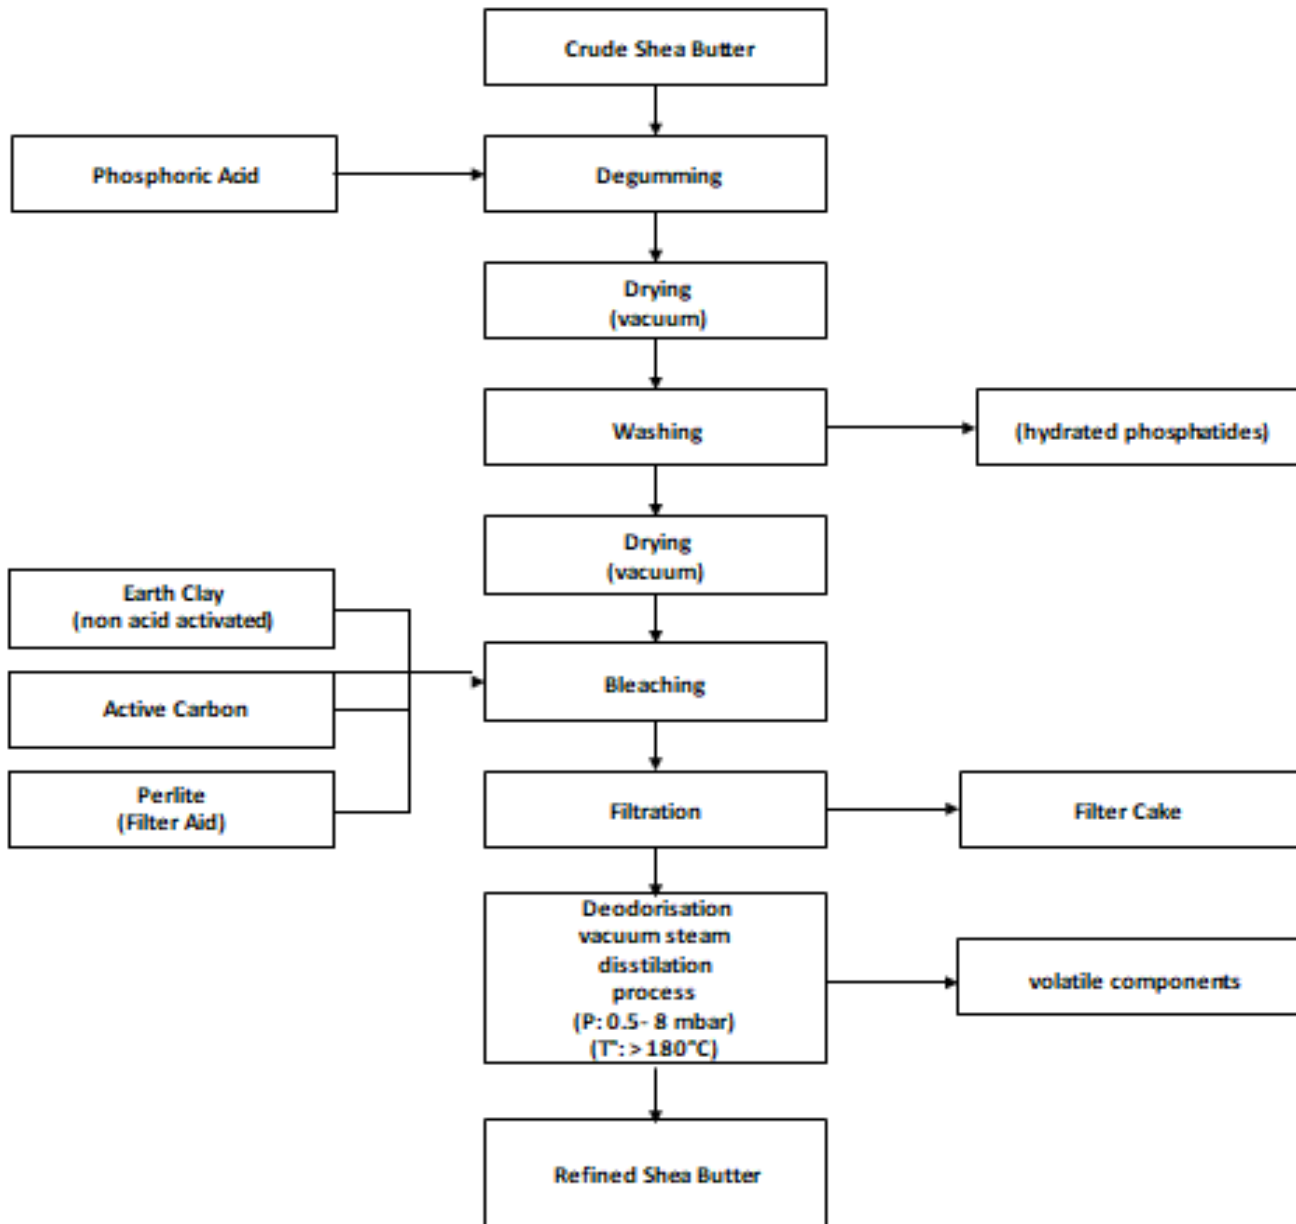 Crude Shea Butter
Phosphoric Acid
Degumming
Drying
(vacuum)
Washing
(hydrated phosphatides)
Drying
(vacuum)
Earth Clay
(non acid activated)
Active Carbon
Perlite
(Filter Aid)
Bleaching
Filtration
Filter Cake
Deodorisation
vacuum steam
disstilation
process
(P: 0.5- 8 mbar)
(T°: > 180°C)
volatile components
Refined Shea Butter